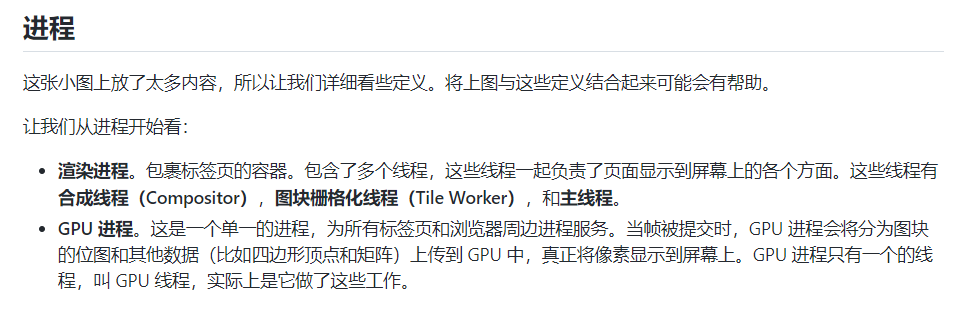 进程
这张小图上放了太多内容，所以让我们详细看些定义。将上图与这些定义结合起来可能会有帮助。
让我们从进程开始看：
• 渲染进程。包裹标签页的容器。包含了多个线程，这些线程一起负责了页面显示到屏幕上的各个方面。这些线程有
合成线程（Compositor），图块栅格化线程（Tile Worker），和主线程。
• GPU 进程。这是一个单一的进程，为所有标签页和浏览器周边进程服务。当帧被提交时，GPU 进程会将分为图块
的位图和其他数据（比如四边形顶点和矩阵）上传到 GPU 中，真正将像素显示到屏幕上。GPU 进程只有一个的线
程，叫 GPU 线程，实际上是它做了这些工作。